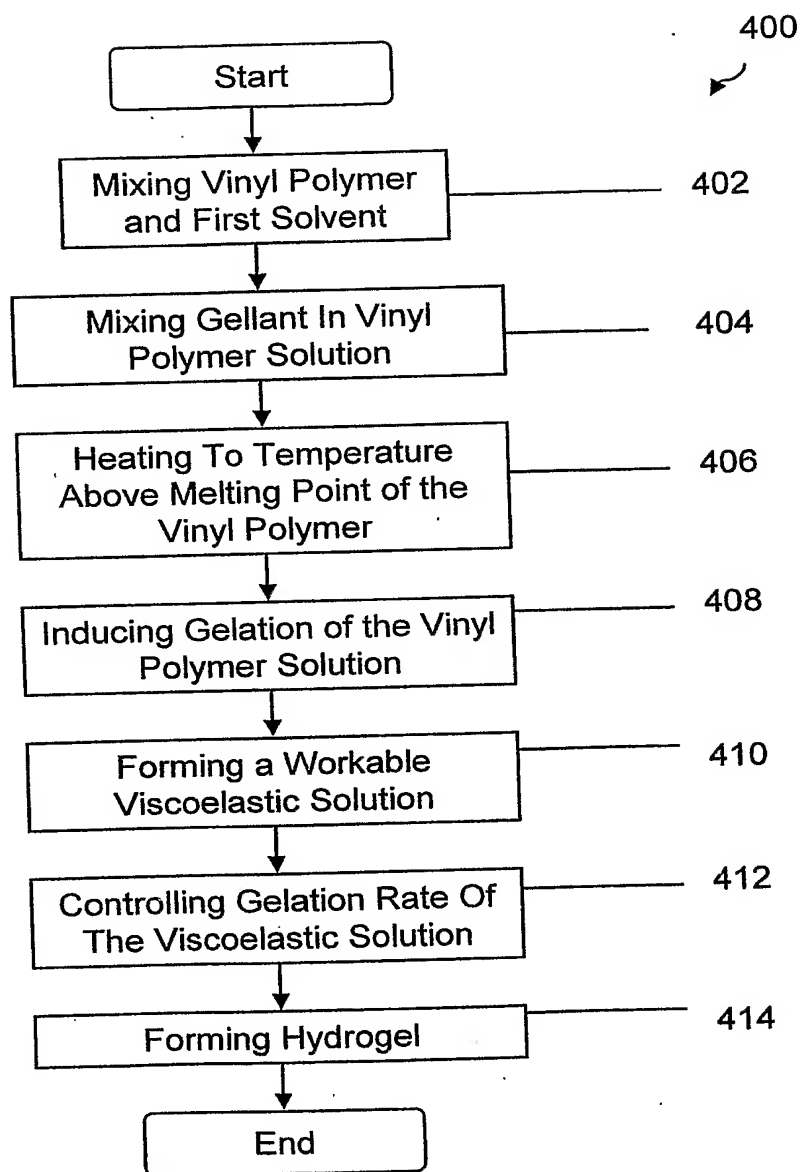 400
Start
Mixing Vinyl Polymer
and First Solvent
402
Mixing Gellant In Vinyl
Polymer Solution
404
Heating To Temperature
Above Melting Point of the
Vinyl Polymer
406
Inducing Gelation of the Vinyl
Polymer Solution
408
Forming a Workable
Viscoelastic Solution
410
Controlling Gelation Rate Of
The Viscoelastic Solution
412
Forming Hydrogel
414
End